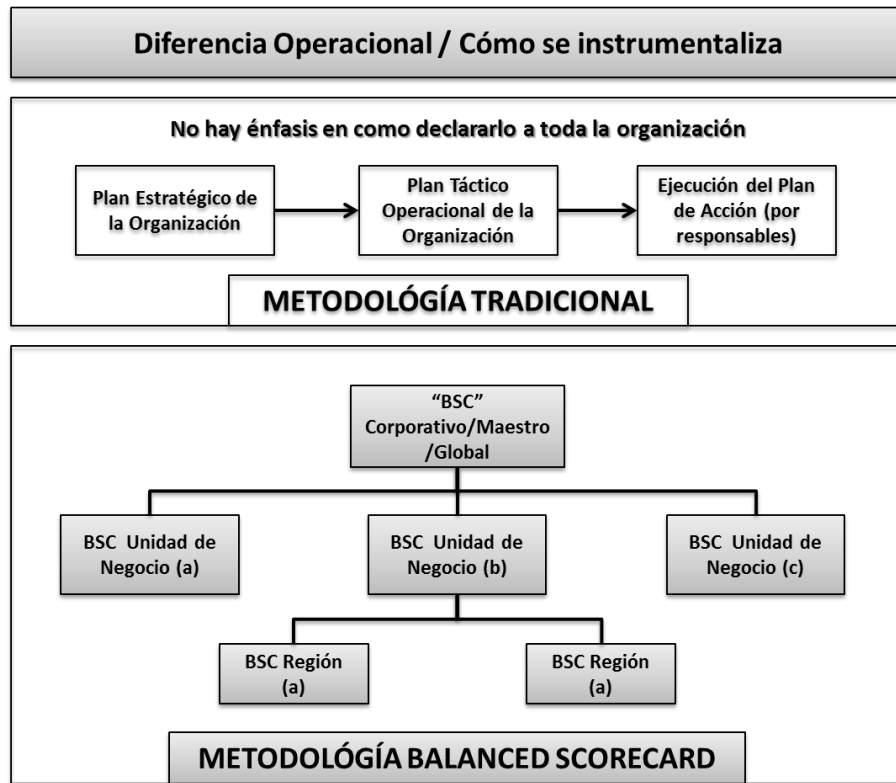 Diferencia Operacional / Cómo se instrumentaliza
No hay énfasis en como declararlo a toda la organización
Plan Estratégico de
la Organización
Plan Táctico
Operacional de la
Organización
Ejecución del Plan
de Acción (por
responsables)
METODOLÓGÍA TRADICIONAL
“BSC”
Corporativo/Maestro
/Global
BSC Unidad de
Negocio (a)
BSC Unidad de
Negocio (b)
BSC Unidad de
Negocio (c)
BSC Región
(a)
BSC Región
(a)
METODOLÓGÍA BALANCED SCORECARD